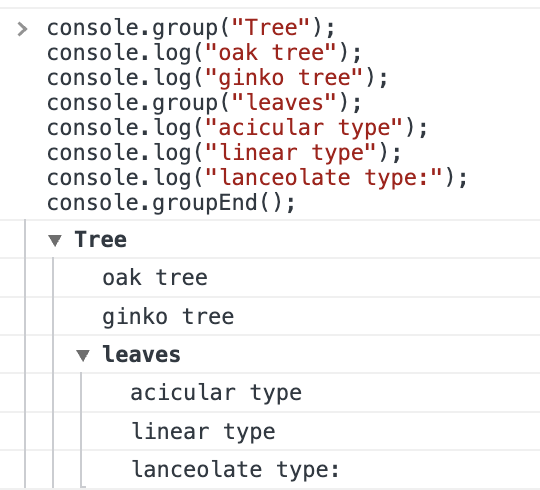 console.group("Tree");
console.log("oak tree");
console.log("ginko tree");
console.group("leaves");
console.log("acicular type");
console.log("linear type");
console.log("lanceolate type:");
console.groupEnd();
Tree
oak tree
ginko tree
leaves
acicular type
linear type
lanceolate type: